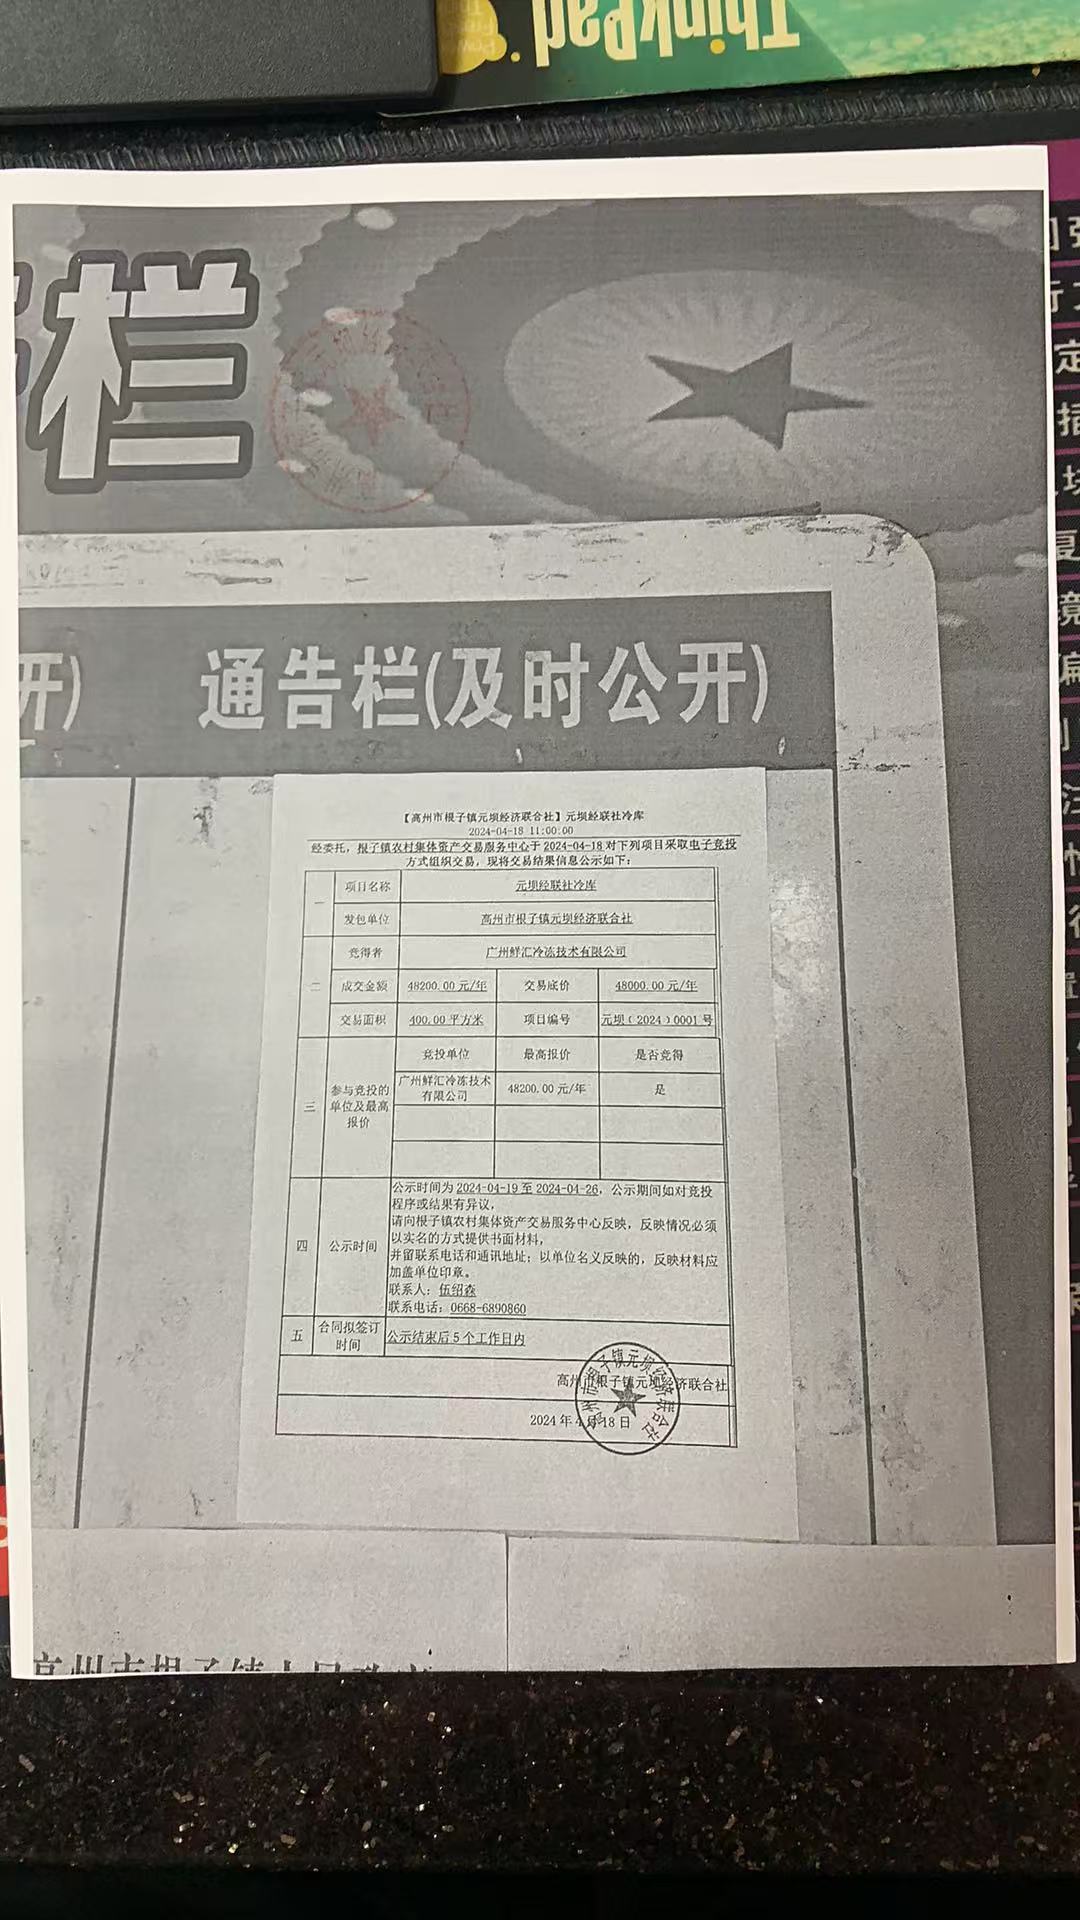 ThinkPad
栏
开)
通告栏(及时公开)
【高州市根子镇元坝经济联合社】元坝经联社冷库
2024-04-18 11:00:00
经委托，根子镇农村集体资产交易服务中心于2024-04-18对下列项目采取电子竞投
方式组织交易，现将交易结果信息公示如下：
一
项目名称 元坝经联社冷库
发包单位 高州市根子镇元坝经济联合社
二
竞得者 广州鲜汇冷冻技术有限公司
成交金额 48200.00元/年 交易底价 48000.00元/年
交易面积 400.00平方米 项目编号 元坝（2024）0001号
三
参与竞投的
单位及最高
报价
竞投单位 最高报价 是否竞得
广州鲜汇冷冻技术
有限公司
48200.00元/年 是
四 公示时间
公示时间为2024-04-19至2024-04-26，公示期间如对竞投
程序或结果有异议，
请向根子镇农村集体资产交易服务中心反映，反映情况必须
以实名的方式提供书面材料，
并留联系电话和通讯地址；以单位名义反映的，反映材料应
加盖单位印章。
联系人：伍绍森
联系电话：0668-6890860
五
合同拟签订
时间
公示结束后5个工作日内
高州市根子镇元坝经济联合社
2024年4月18日
高州市根子镇元坝经济联合社